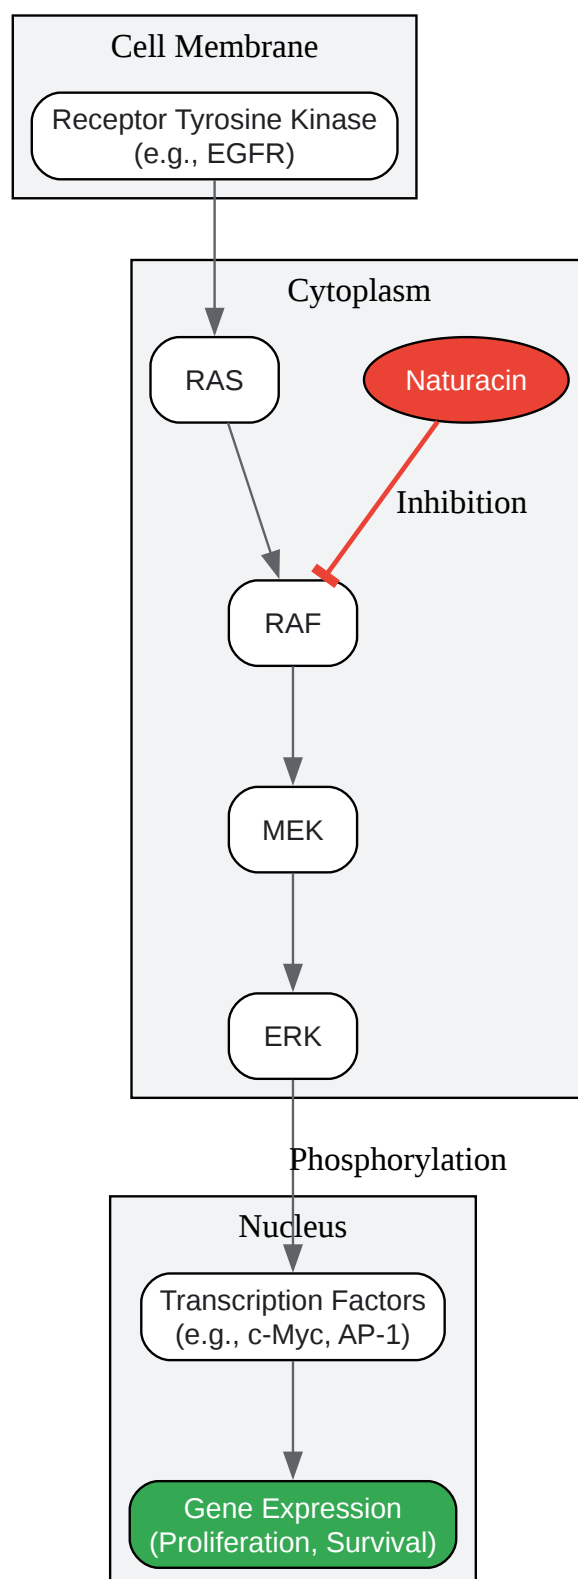 Cell Membrane
Receptor Tyrosine Kinase
(e.g., EGFR)
Cytoplasm
RAS
Naturacin
Inhibition
RAF
MEK
ERK
Phosphorylation
Nucleus
Transcription Factors
(e.g., c-Myc, AP-1)
Gene Expression
(Proliferation, Survival)